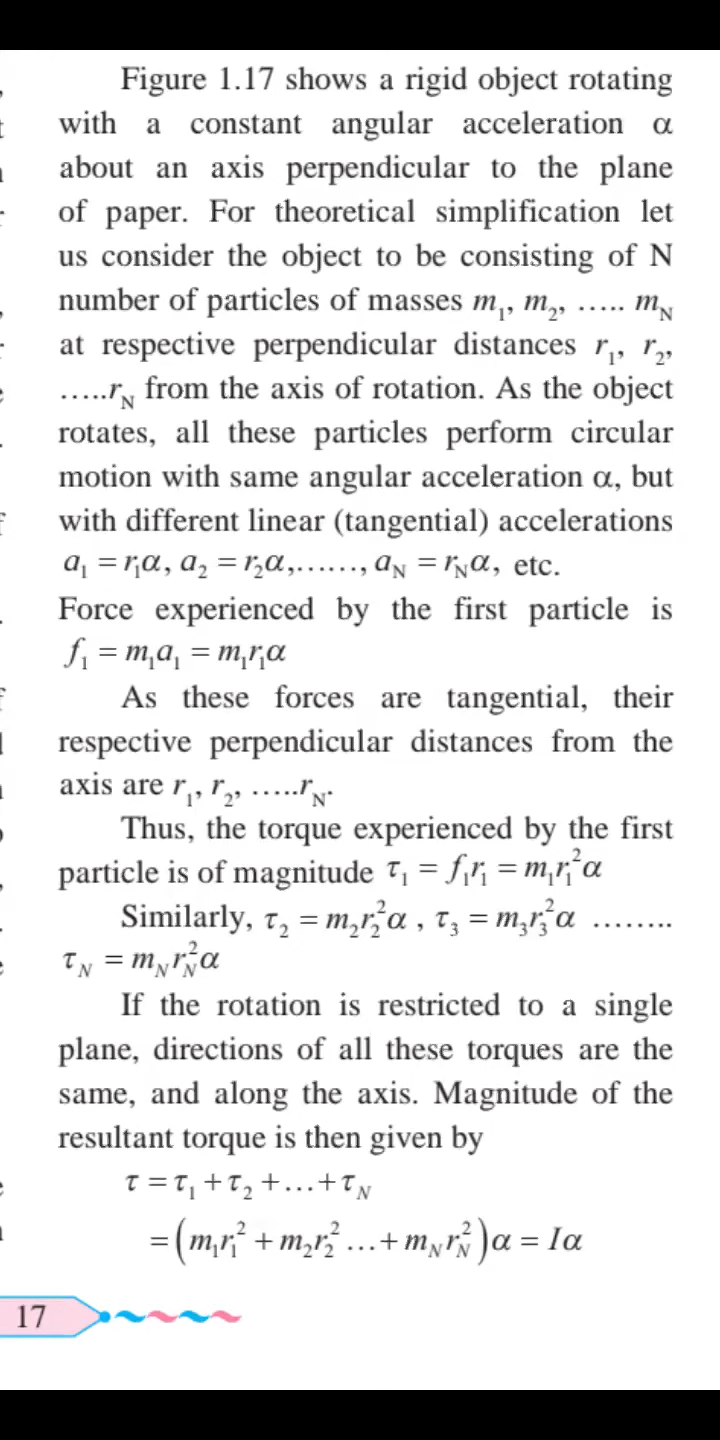 Figure 1.17 shows a rigid object rotating
with a constant angular acceleration α
about an axis perpendicular to the plane
of paper. For theoretical simplification let
us consider the object to be consisting of N
number of particles of masses m₁, m₂, ….. m_N
at respective perpendicular distances r₁, r₂,
…..r_N from the axis of rotation. As the object
rotates, all these particles perform circular
motion with same angular acceleration α, but
with different linear (tangential) accelerations
a₁ = r₁α, a₂ = r₂α,……, a_N = r_Nα, etc.
Force experienced by the first particle is
f₁ = m₁a₁ = m₁r₁α
As these forces are tangential, their
respective perpendicular distances from the
axis are r₁, r₂, …..r_N.
Thus, the torque experienced by the first
particle is of magnitude τ₁ = f₁r₁ = m₁r₁²α
Similarly, τ₂ = m₂r₂²α , τ₃ = m₃r₃²α ……..
τ_N = m_N r_N²α
If the rotation is restricted to a single
plane, directions of all these torques are the
same, and along the axis. Magnitude of the
resultant torque is then given by
τ = τ₁ + τ₂ + … + τ_N
= (m₁r₁² + m₂r₂² … + m_N r_N²)α = Iα
17